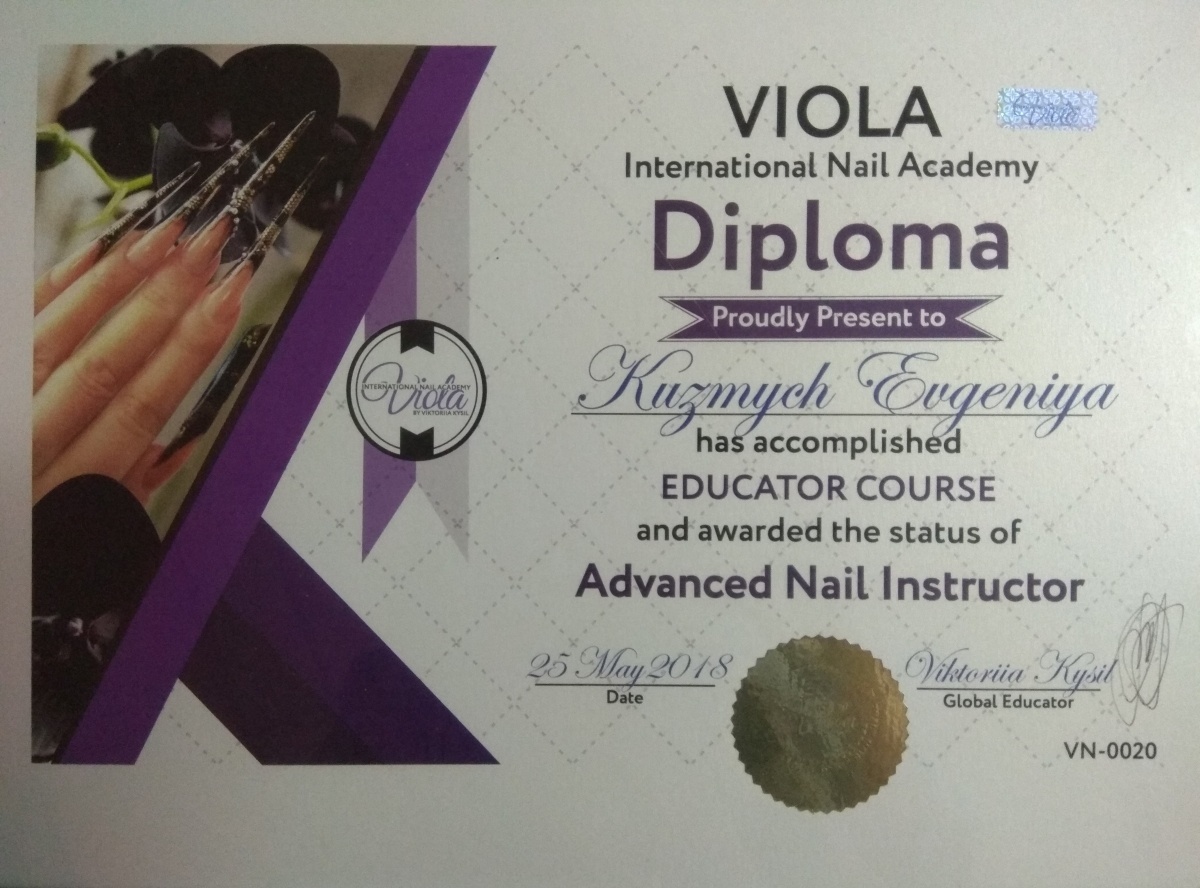 VIOLA
Viola
International Nail Academy
Diploma
Proudly Present to
Kuzmych Evgeniya
has accomplished
EDUCATOR COURSE
and awarded the status of
Advanced Nail Instructor
INTERNATIONAL NAIL ACADEMY
Viola
BY VIKTORIIA KYSIL
25 May 2018
Date
Viktoriia Kysil
Global Educator
VN-0020